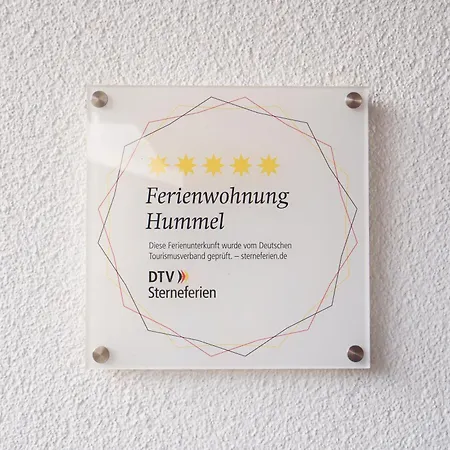 Ferienwohnung
Hummel
Diese Ferienunterkunft wurde vom Deutschen
Tourismusverband geprüft. – sterneferien.de
DTV
Sterneferien